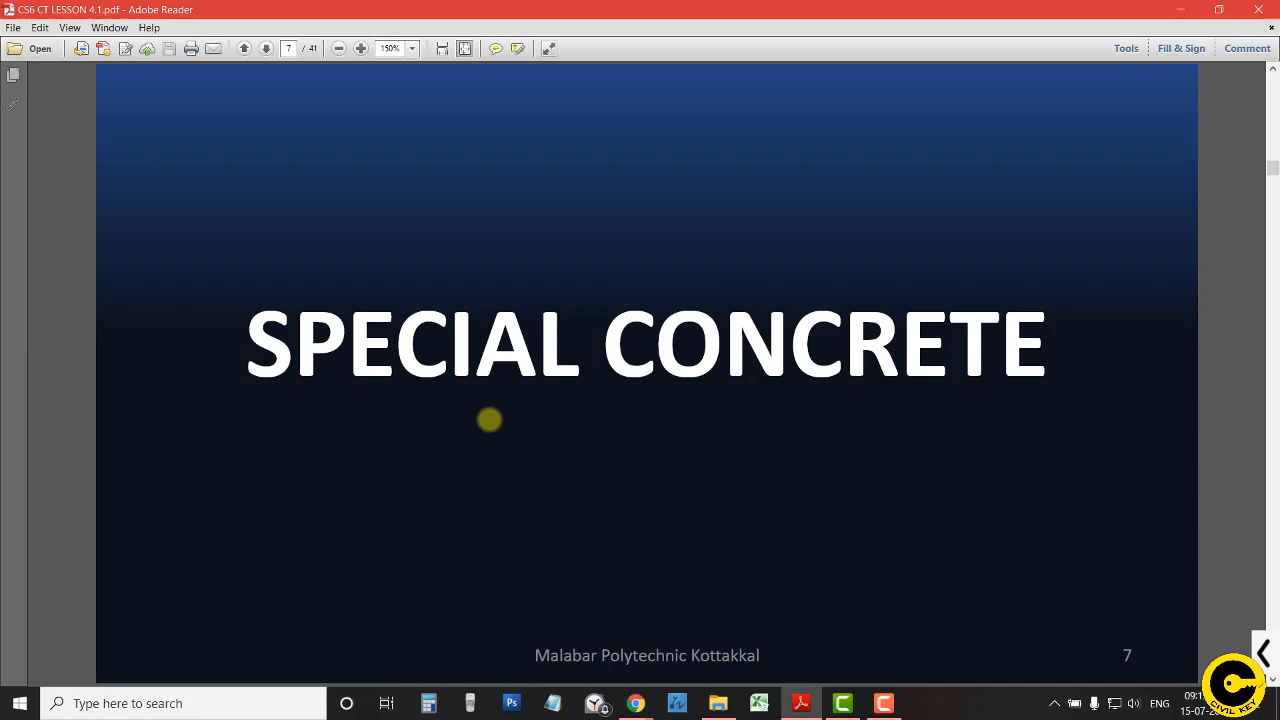 CS6 CT LESSON 4.1.pdf - Adobe Reader
File Edit View Window Help
Open 7 / 41 150% Tools Fill & Sign Comment
SPECIAL CONCRETE
Malabar Polytechnic Kottakkal 7
CIVIL KEY
Type here to search
ENG